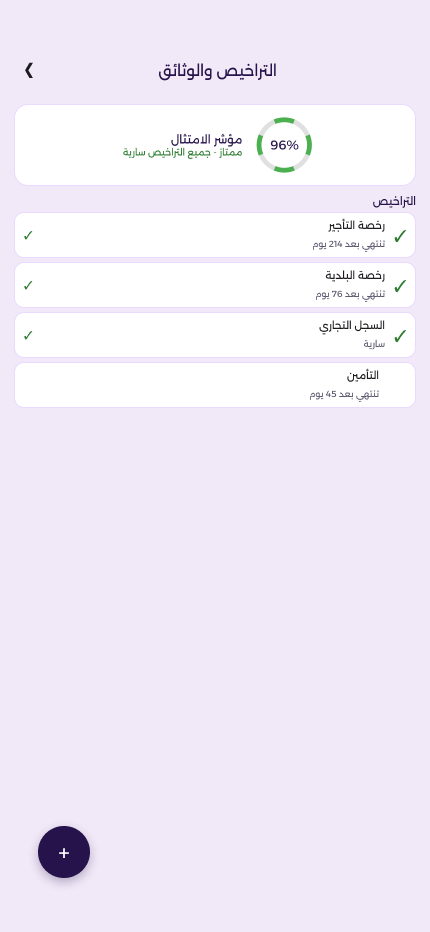 التراخيص والوثائق
96%
مؤشر الامتثال
ممتاز - جميع التراخيص سارية
التراخيص
رخصة التأجير
تنتهي بعد 214 يوم
رخصة البلدية
تنتهي بعد 76 يوم
السجل التجاري
سارية
التأمين
تنتهي بعد 45 يوم
+